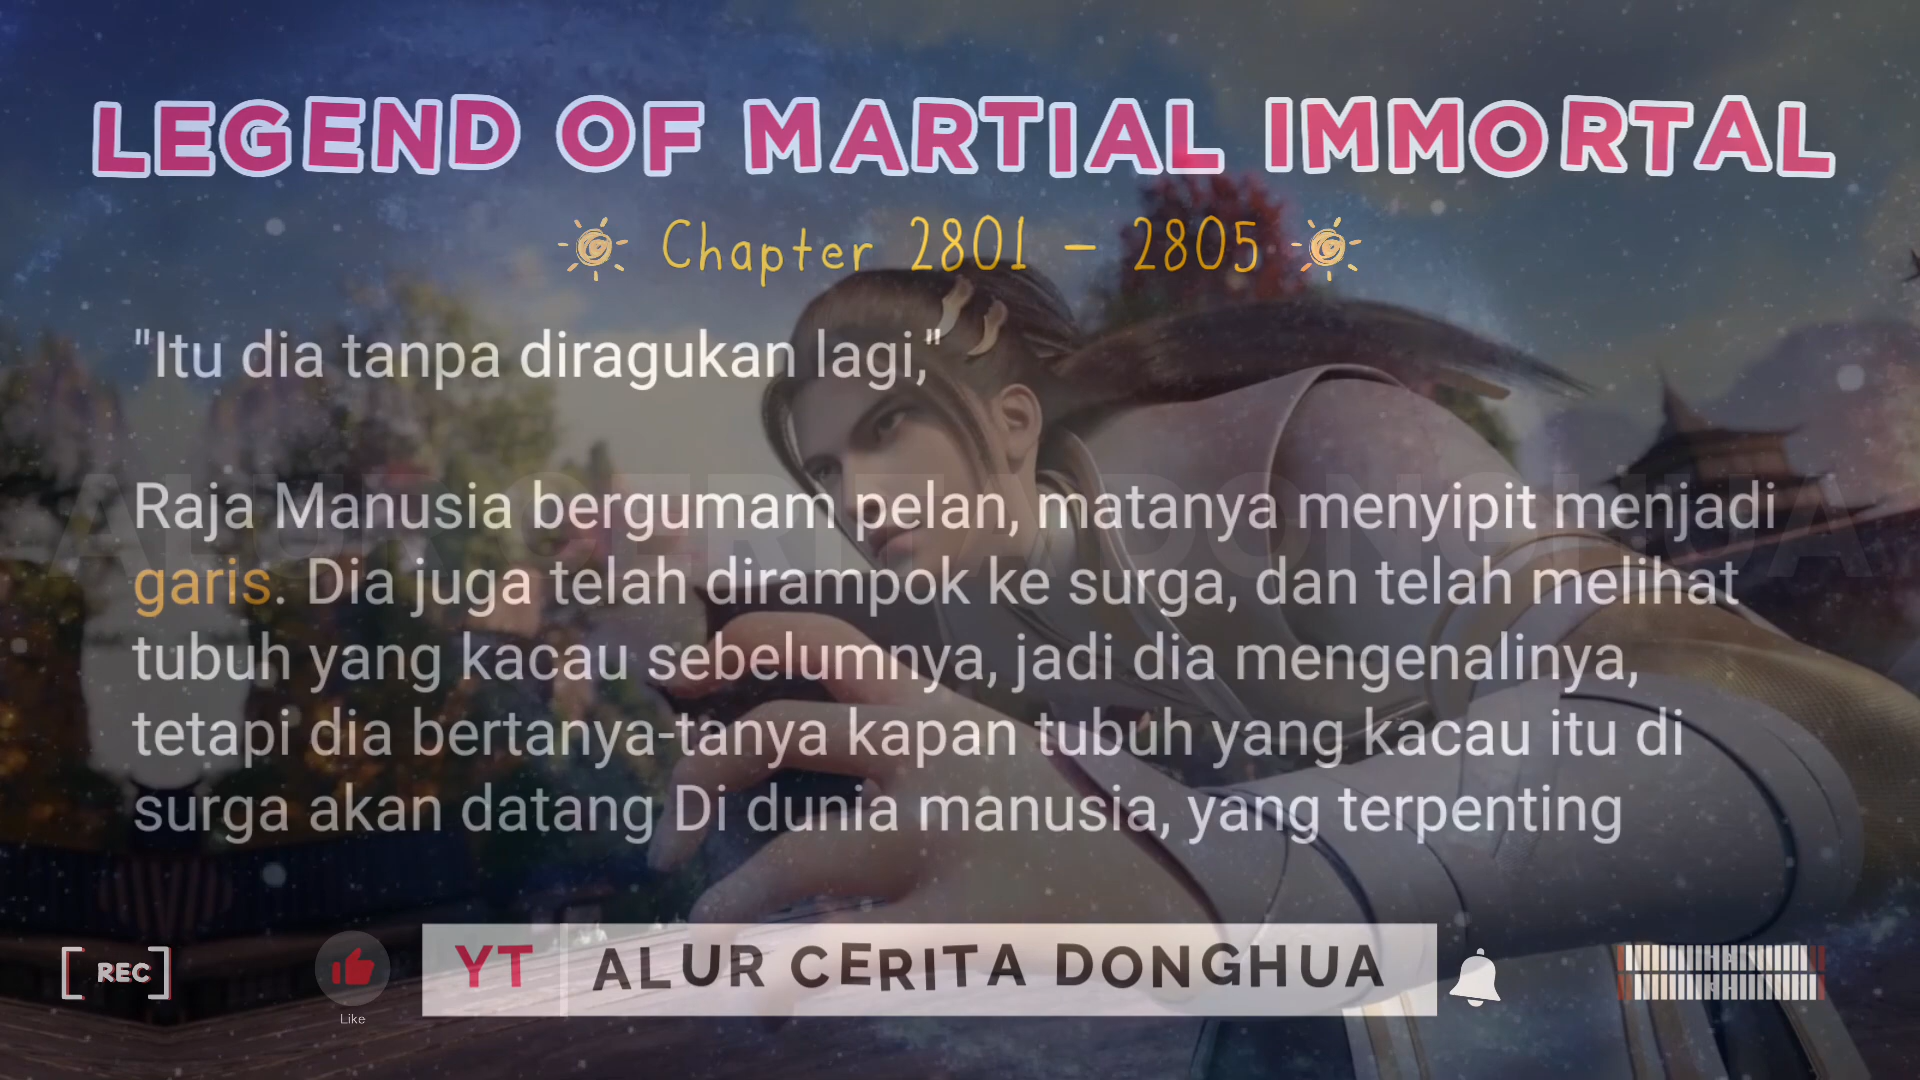 LEGEND OF MARTIAL IMMORTAL
Chapter 2801 - 2805
"Itu dia tanpa diragukan lagi,"
Raja Manusia bergumam pelan, matanya menyipit menjadi
garis. Dia juga telah dirampok ke surga, dan telah melihat
tubuh yang kacau sebelumnya, jadi dia mengenalinya,
tetapi dia bertanya-tanya kapan tubuh yang kacau itu di
surga akan datang Di dunia manusia, yang terpenting
ALUR CERITA DONGHUA
REC
Like
YT ALUR CERITA DONGHUA